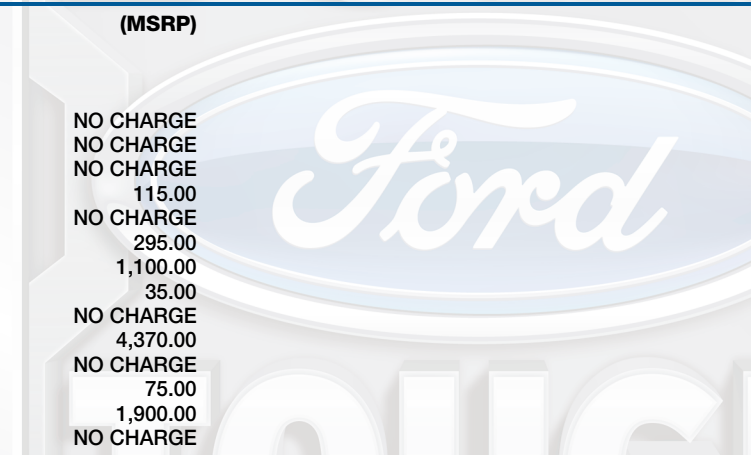 (MSRP)
NO CHARGE
NO CHARGE
NO CHARGE
115.00
NO CHARGE
295.00
1,100.00
35.00
NO CHARGE
4,370.00
NO CHARGE
75.00
1,900.00
NO CHARGE
Ford